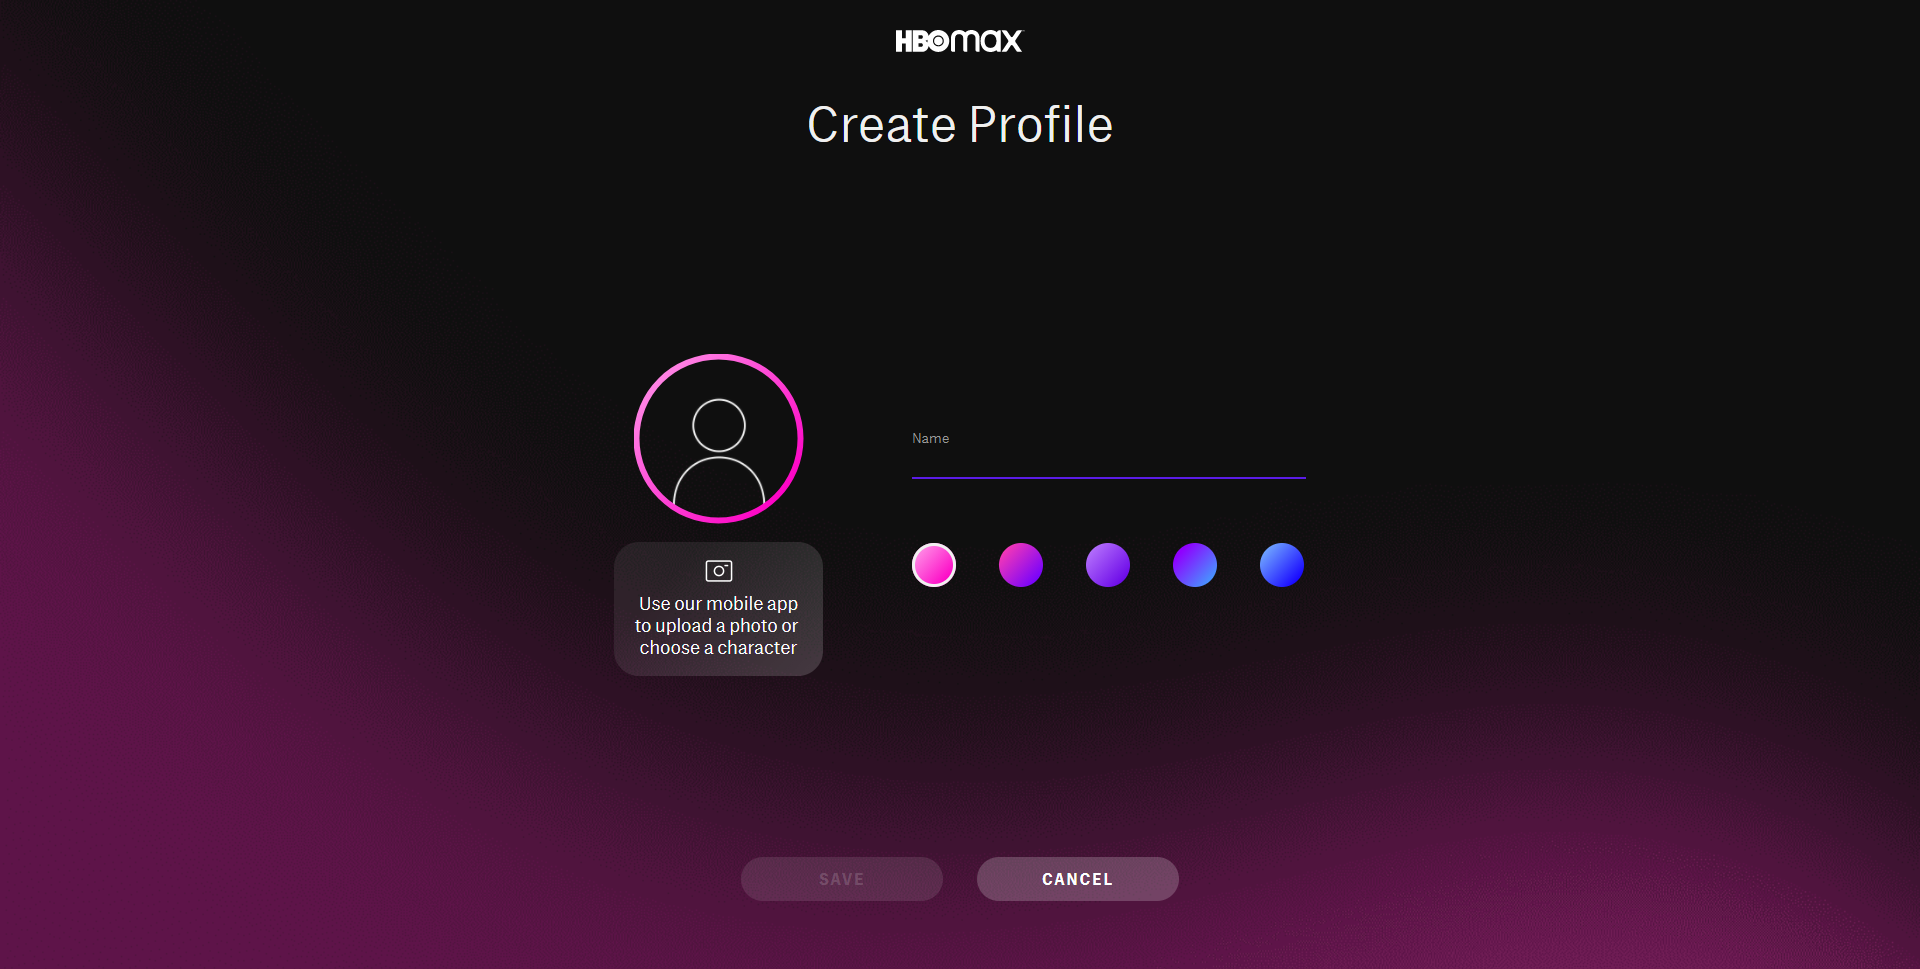 HBOmax
Create Profile
Name
Use our mobile app
to upload a photo or
choose a character
SAVE
CANCEL